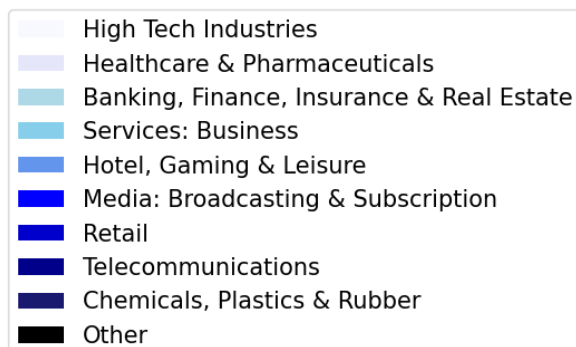 High Tech Industries
Healthcare & Pharmaceuticals
Banking, Finance, Insurance & Real Estate
Services: Business
Hotel, Gaming & Leisure
Media: Broadcasting & Subscription
Retail
Telecommunications
Chemicals, Plastics & Rubber
Other